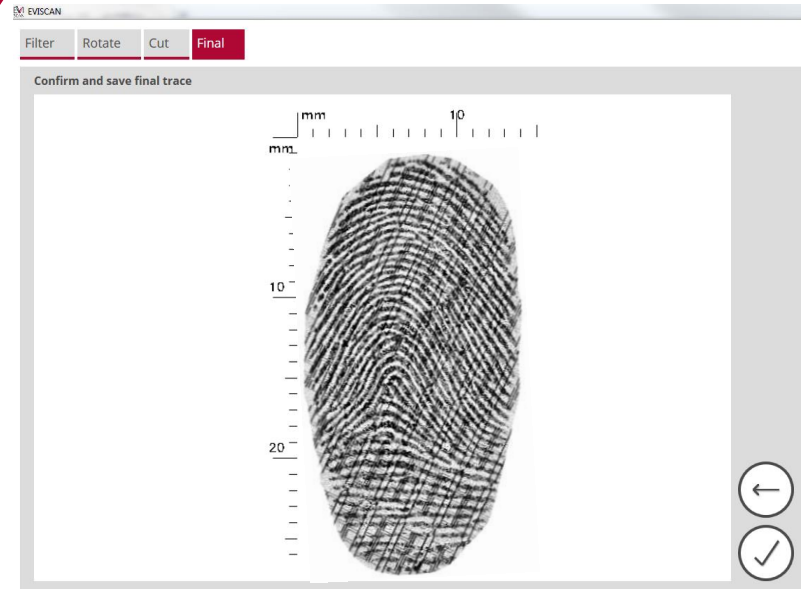 EVISCAN
Filter Rotate Cut Final
Confirm and save final trace
mm 10
mm
10
20